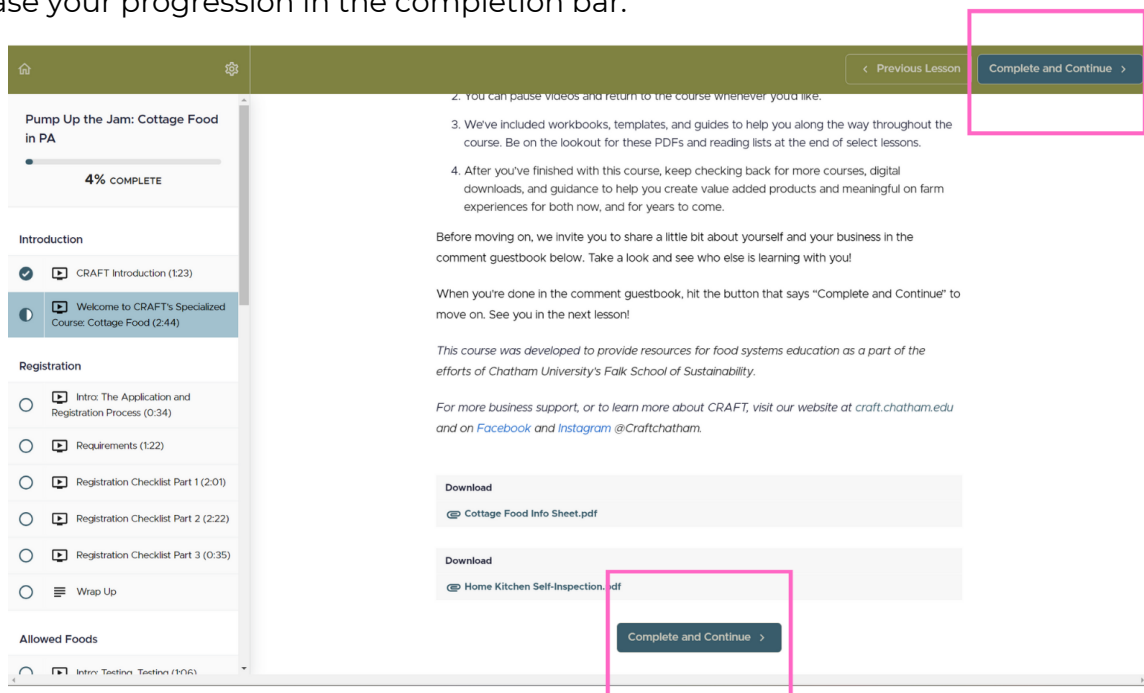 ase your progression in the completion bar.
Previous Lesson
Complete and Continue
Pump Up the Jam: Cottage Food
in PA
4% COMPLETE
Introduction
CRAFT Introduction (1:23)
Welcome to CRAFT's Specialized
Course: Cottage Food (2:44)
Registration
Intro: The Application and
Registration Process (0:34)
Requirements (1:22)
Registration Checklist Part 1 (2:01)
Registration Checklist Part 2 (2:22)
Registration Checklist Part 3 (0:35)
Wrap Up
Allowed Foods
Intro: Testing, Testing (1:06)
2. You can pause videos and return to the course whenever you'd like.
3. We've included workbooks, templates, and guides to help you along the way throughout the
course. Be on the lookout for these PDFs and reading lists at the end of select lessons.
4. After you've finished with this course, keep checking back for more courses, digital
downloads, and guidance to help you create value added products and meaningful on farm
experiences for both now, and for years to come.
Before moving on, we invite you to share a little bit about yourself and your business in the
comment guestbook below. Take a look and see who else is learning with you!
When you're done in the comment guestbook, hit the button that says “Complete and Continue” to
move on. See you in the next lesson!
This course was developed to provide resources for food systems education as a part of the
efforts of Chatham University's Falk School of Sustainability.
For more business support, or to learn more about CRAFT, visit our website at craft.chatham.edu
and on Facebook and Instagram @Craftchatham.
Download
Cottage Food Info Sheet.pdf
Download
Home Kitchen Self-Inspection.pdf
Complete and Continue